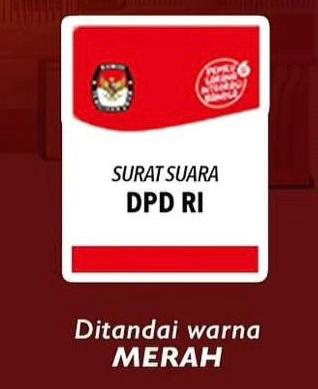 SURAT SUARA
DPD RI
Ditandai warna
MERAH